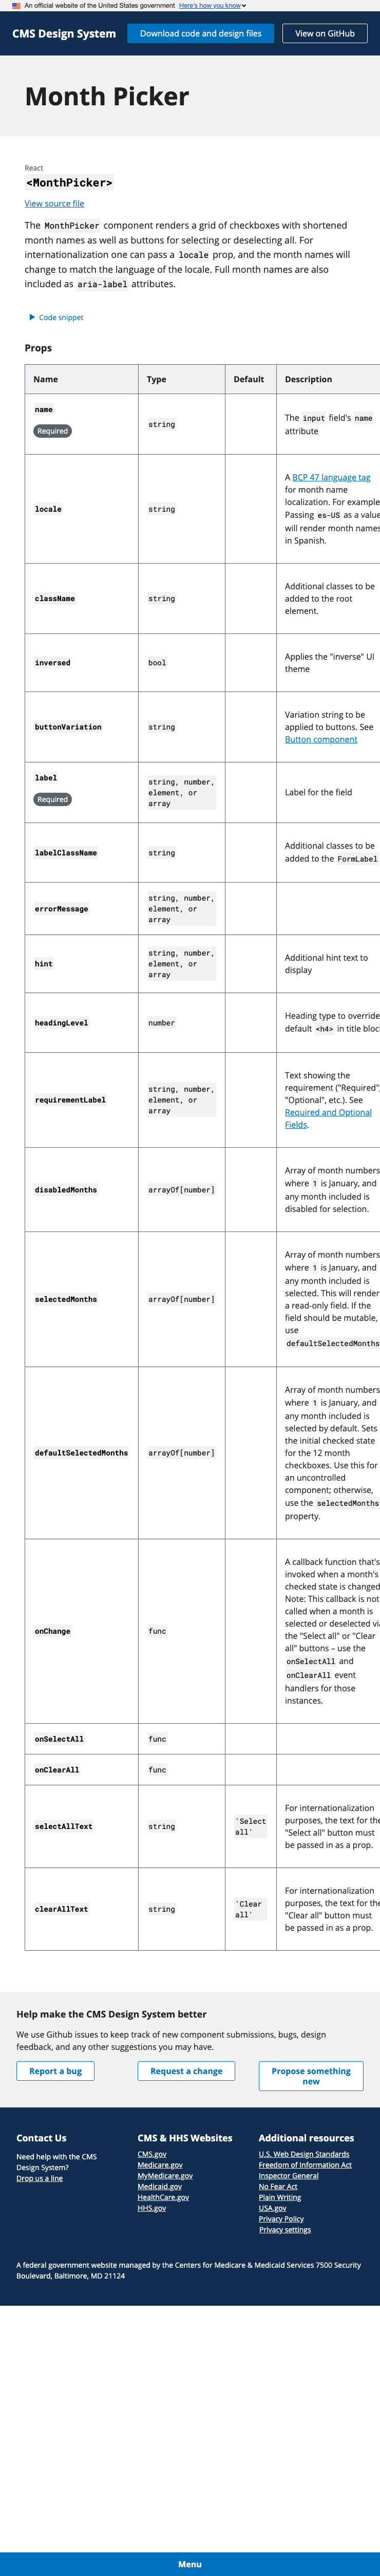 An official website of the United States government Here's how you know
CMS Design System
Download code and design files
View on GitHub
Month Picker
React
<MonthPicker>
View source file
The MonthPicker component renders a grid of checkboxes with shortened
month names as well as buttons for selecting or deselecting all. For
internationalization one can pass a locale prop, and the month names will
change to match the language of the locale. Full month names are also
included as aria-label attributes.
Code snippet
Props
Name Type Default Description
name
Required
string
The input field's name
attribute
locale
string
A BCP 47 language tag
for month name
localization. For example
Passing es-US as a value
will render month names
in Spanish.
className
string
Additional classes to be
added to the root
element.
inversed
bool
Applies the "inverse" UI
theme
buttonVariation
string
Variation string to be
applied to buttons. See
Button component
label
Required
string, number,
element, or
array
Label for the field
labelClassName
string
Additional classes to be
added to the FormLabel
errorMessage
string, number,
element, or
array
hint
string, number,
element, or
array
Additional hint text to
display
headingLevel
number
Heading type to override
default <h4> in title bloc
requirementLabel
string, number,
element, or
array
Text showing the
requirement ("Required",
"Optional", etc.). See
Required and Optional
Fields.
disabledMonths
arrayOf[number]
Array of month numbers
where 1 is January, and
any month included is
disabled for selection.
selectedMonths
arrayOf[number]
Array of month numbers
where 1 is January, and
any month included is
selected. This will render
a read-only field. If the
field should be mutable,
use
defaultSelectedMonths
defaultSelectedMonths
arrayOf[number]
Array of month numbers
where 1 is January, and
any month included is
selected by default. Sets
the initial checked state
for the 12 month
checkboxes. Use this for
an uncontrolled
component; otherwise,
use the selectedMonths
property.
onChange
func
A callback function that's
invoked when a month's
checked state is changed
Note: This callback is not
called when a month is
selected or deselected via
the "Select all" or "Clear
all" buttons – use the
onSelectAll and
onClearAll event
handlers for those
instances.
onSelectAll
func
onClearAll
func
selectAllText
string
'Select
all'
For internationalization
purposes, the text for the
"Select all" button must
be passed in as a prop.
clearAllText
string
'Clear
all'
For internationalization
purposes, the text for the
"Clear all" button must
be passed in as a prop.
Help make the CMS Design System better
We use Github issues to keep track of new component submissions, bugs, design
feedback, and any other suggestions you may have.
Report a bug
Request a change
Propose something
new
Contact Us
Need help with the CMS
Design System?
Drop us a line
CMS & HHS Websites
CMS.gov
Medicare.gov
MyMedicare.gov
Medicaid.gov
HealthCare.gov
HHS.gov
Additional resources
U.S. Web Design Standards
Freedom of Information Act
Inspector General
No Fear Act
Plain Writing
USA.gov
Privacy Policy
Privacy settings
A federal government website managed by the Centers for Medicare & Medicaid Services 7500 Security
Boulevard, Baltimore, MD 21124
Menu